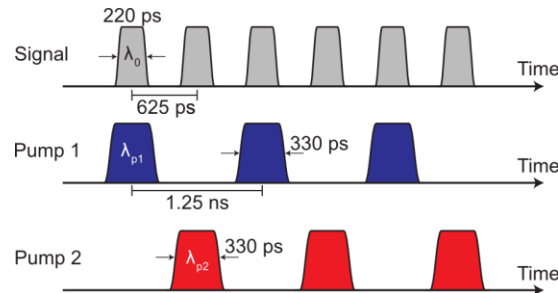 220 ps
Signal
λ0
Time
625 ps
Pump 1
λp1
330 ps
Time
1.25 ns
Pump 2
λp2
330 ps
Time